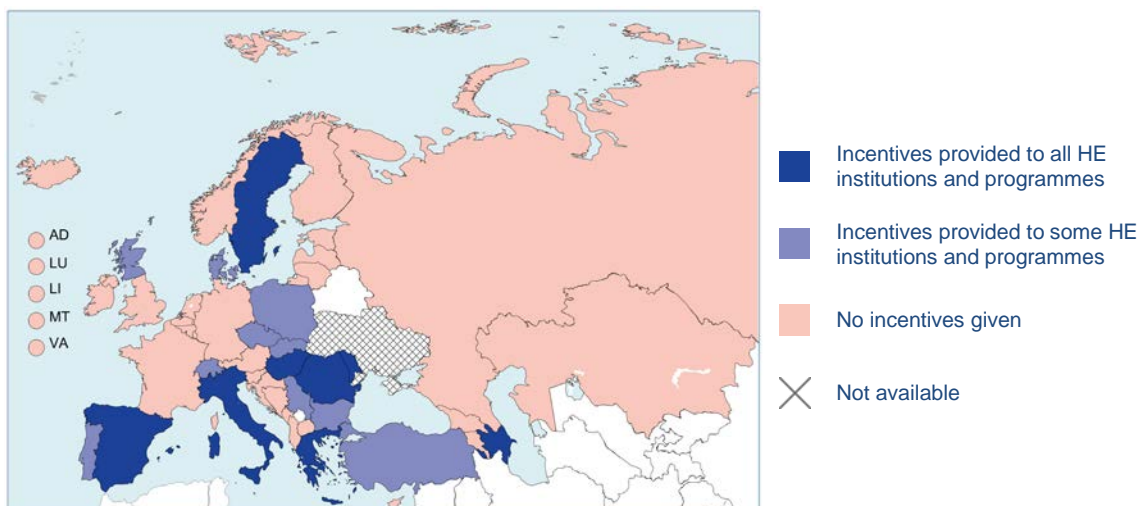 AD
LU
LI
MT
VA
Incentives provided to all HE
institutions and programmes
Incentives provided to some HE
institutions and programmes
No incentives given
Not available